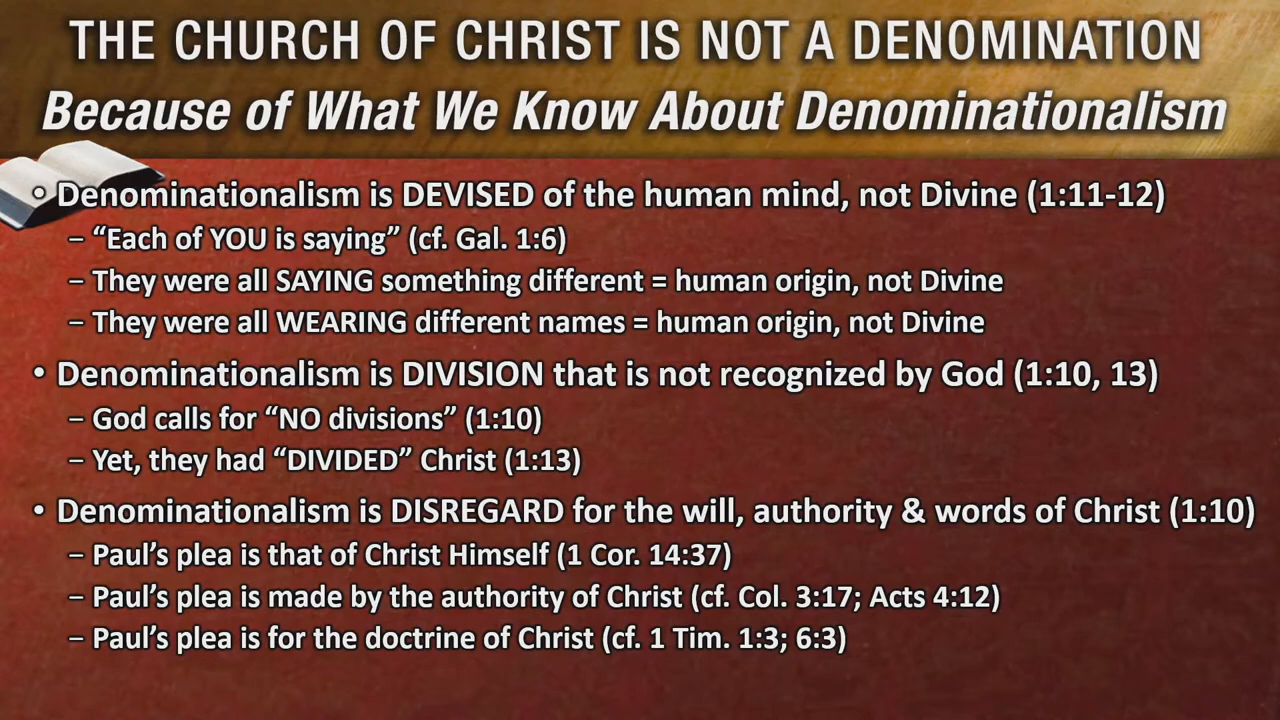 THE CHURCH OF CHRIST IS NOT A DENOMINATION
Because of What We Know About Denominationalism
• Denominationalism is DEVISED of the human mind, not Divine (1:11-12)
– “Each of YOU is saying” (cf. Gal. 1:6)
– They were all SAYING something different = human origin, not Divine
– They were all WEARING different names = human origin, not Divine
• Denominationalism is DIVISION that is not recognized by God (1:10, 13)
– God calls for “NO divisions” (1:10)
– Yet, they had “DIVIDED” Christ (1:13)
• Denominationalism is DISREGARD for the will, authority & words of Christ (1:10)
– Paul’s plea is that of Christ Himself (1 Cor. 14:37)
– Paul’s plea is made by the authority of Christ (cf. Col. 3:17; Acts 4:12)
– Paul’s plea is for the doctrine of Christ (cf. 1 Tim. 1:3; 6:3)